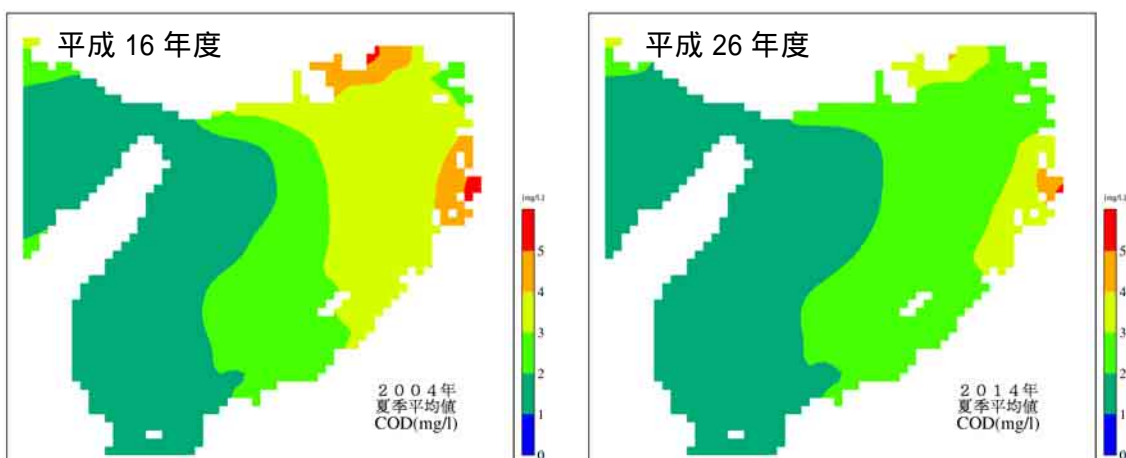 平成 16 年度
[mg/L]
5
4
3
2
1
0
２００４年
夏季平均値
COD(mg/l)
平成 26 年度
[mg/L]
5
4
3
2
1
0
２０１４年
夏季平均値
COD(mg/l)